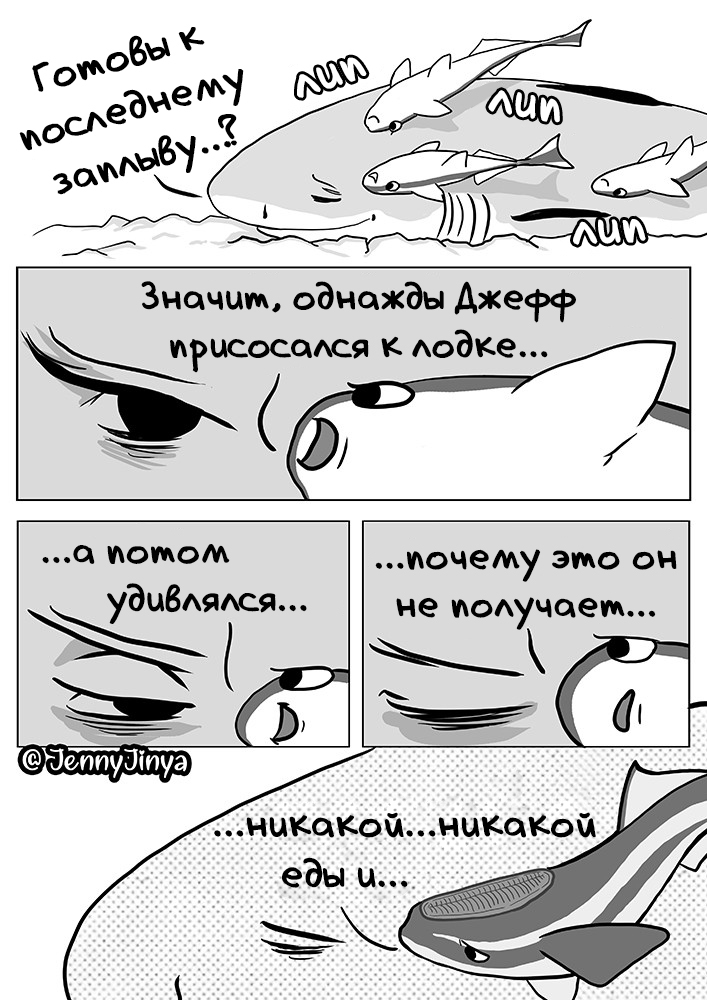 Готовы к
последнему
заплыву...?
лип
лип
лип
Значит, однажды Джефф
присосался к лодке...
...а потом
удивлялся...
...почему это он
не получает...
@JennyJinya
...никакой...никакой
еды и...